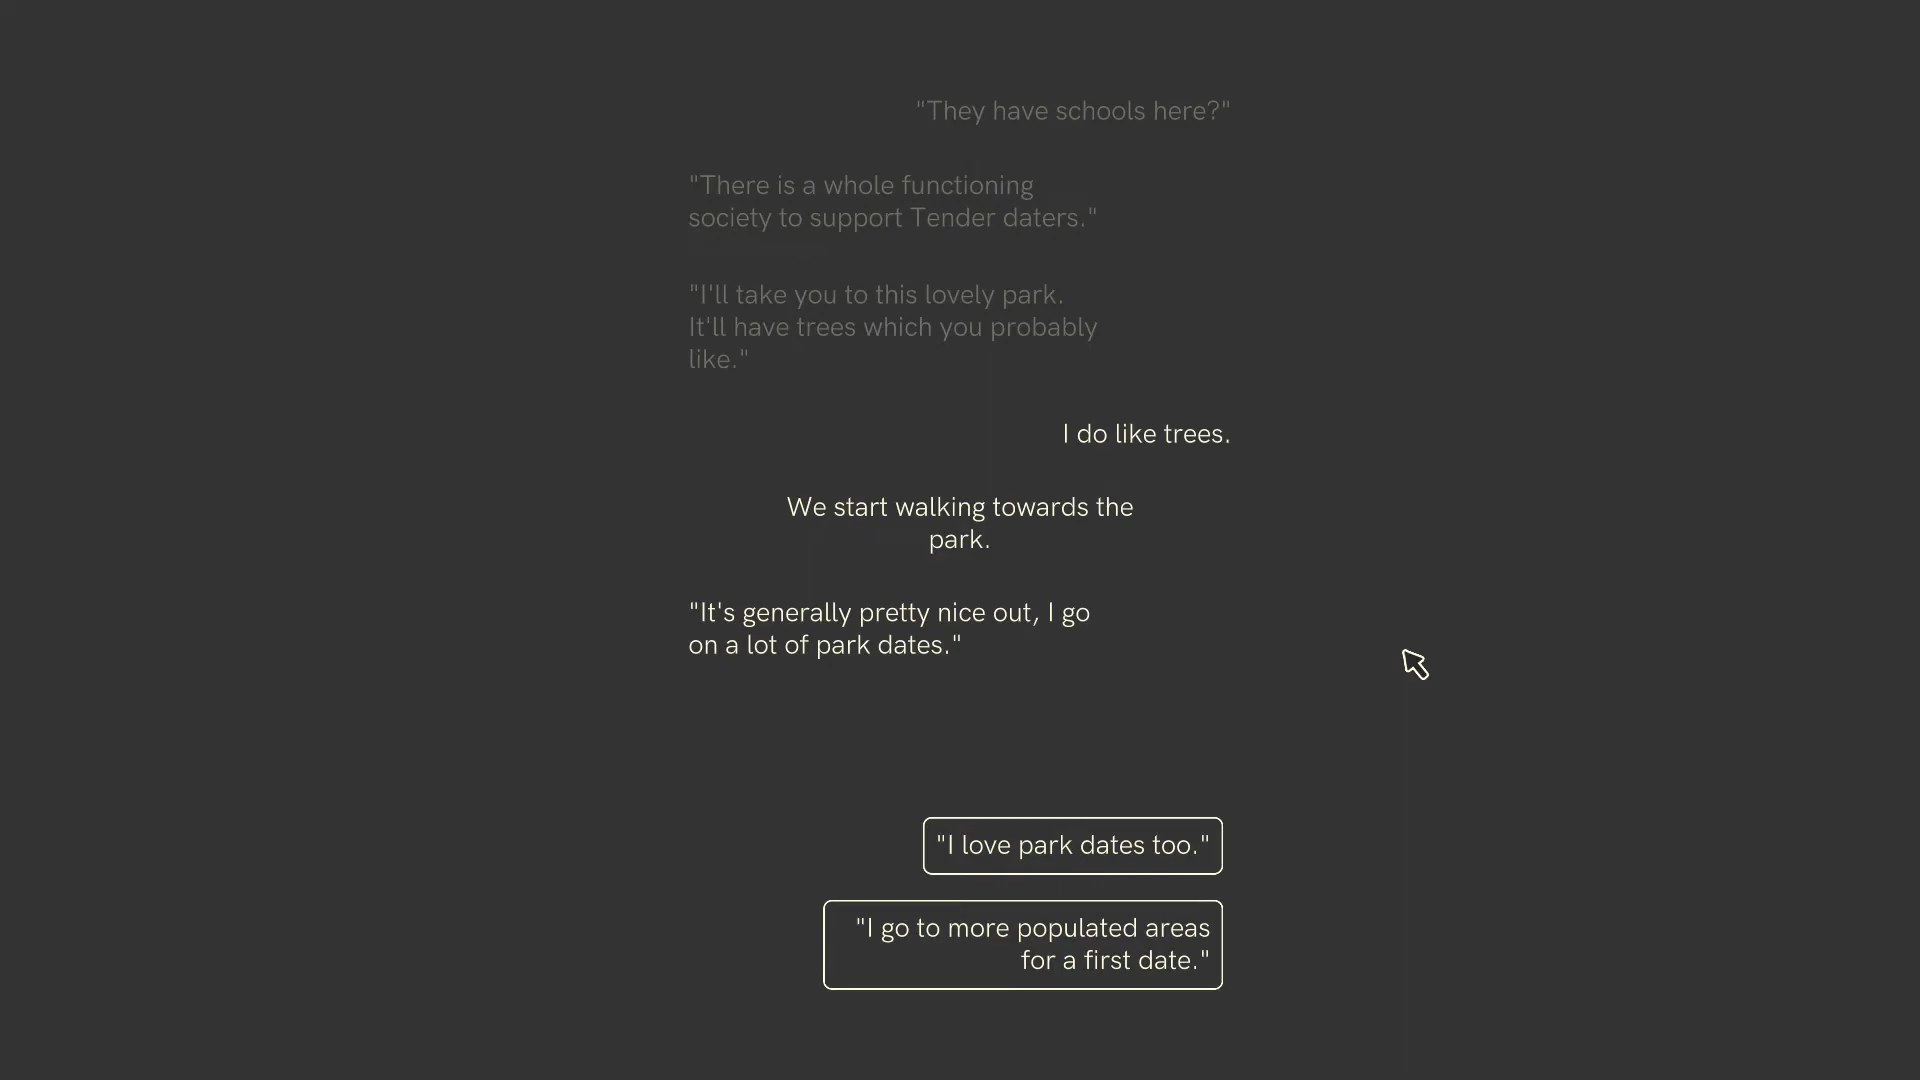 "They have schools here?"
"There is a whole functioning
society to support Tender daters."
"I'll take you to this lovely park.
It'll have trees which you probably
like."
I do like trees.
We start walking towards the
park.
"It's generally pretty nice out, I go
on a lot of park dates."
"I love park dates too."
"I go to more populated areas
for a first date."